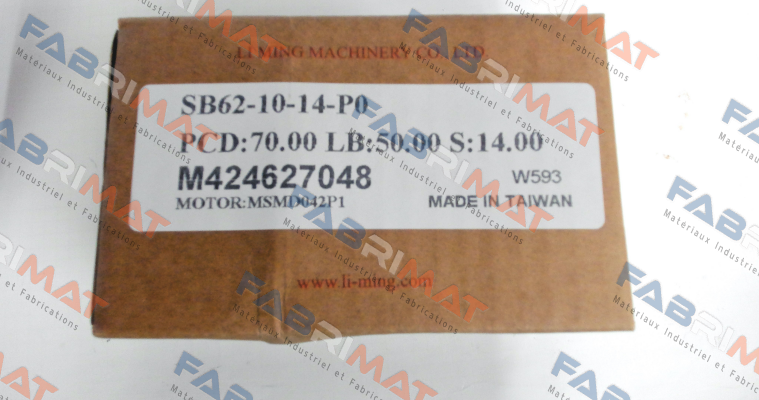 LI MING MACHINERY CO., LTD.
SB62-10-14-P0
PCD:70.00 LB:50.00 S:14.00
M424627048
W593
MOTOR:MSMD042P1
MADE IN TAIWAN
www.li-ming.com
FABRIMAT
Matériaux Industriel et Fabrications